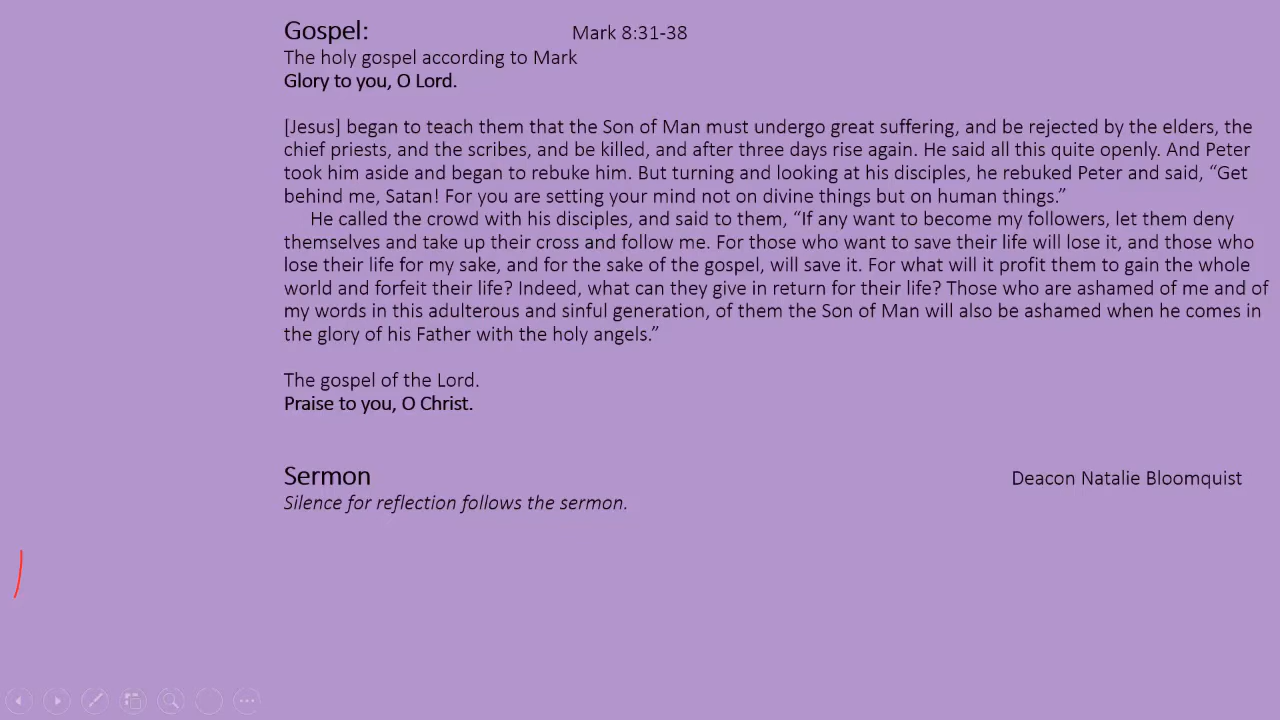 Gospel: Mark 8:31-38
The holy gospel according to Mark
Glory to you, O Lord.
[Jesus] began to teach them that the Son of Man must undergo great suffering, and be rejected by the elders, the
chief priests, and the scribes, and be killed, and after three days rise again. He said all this quite openly. And Peter
took him aside and began to rebuke him. But turning and looking at his disciples, he rebuked Peter and said, “Get
behind me, Satan! For you are setting your mind not on divine things but on human things.”
He called the crowd with his disciples, and said to them, “If any want to become my followers, let them deny
themselves and take up their cross and follow me. For those who want to save their life will lose it, and those who
lose their life for my sake, and for the sake of the gospel, will save it. For what will it profit them to gain the whole
world and forfeit their life? Indeed, what can they give in return for their life? Those who are ashamed of me and of
my words in this adulterous and sinful generation, of them the Son of Man will also be ashamed when he comes in
the glory of his Father with the holy angels.”
The gospel of the Lord.
Praise to you, O Christ.
Sermon Deacon Natalie Bloomquist
Silence for reflection follows the sermon.